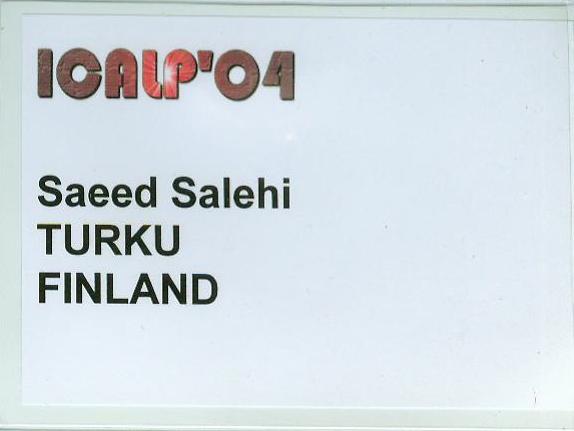 ICALP'04
Saeed Salehi
TURKU
FINLAND